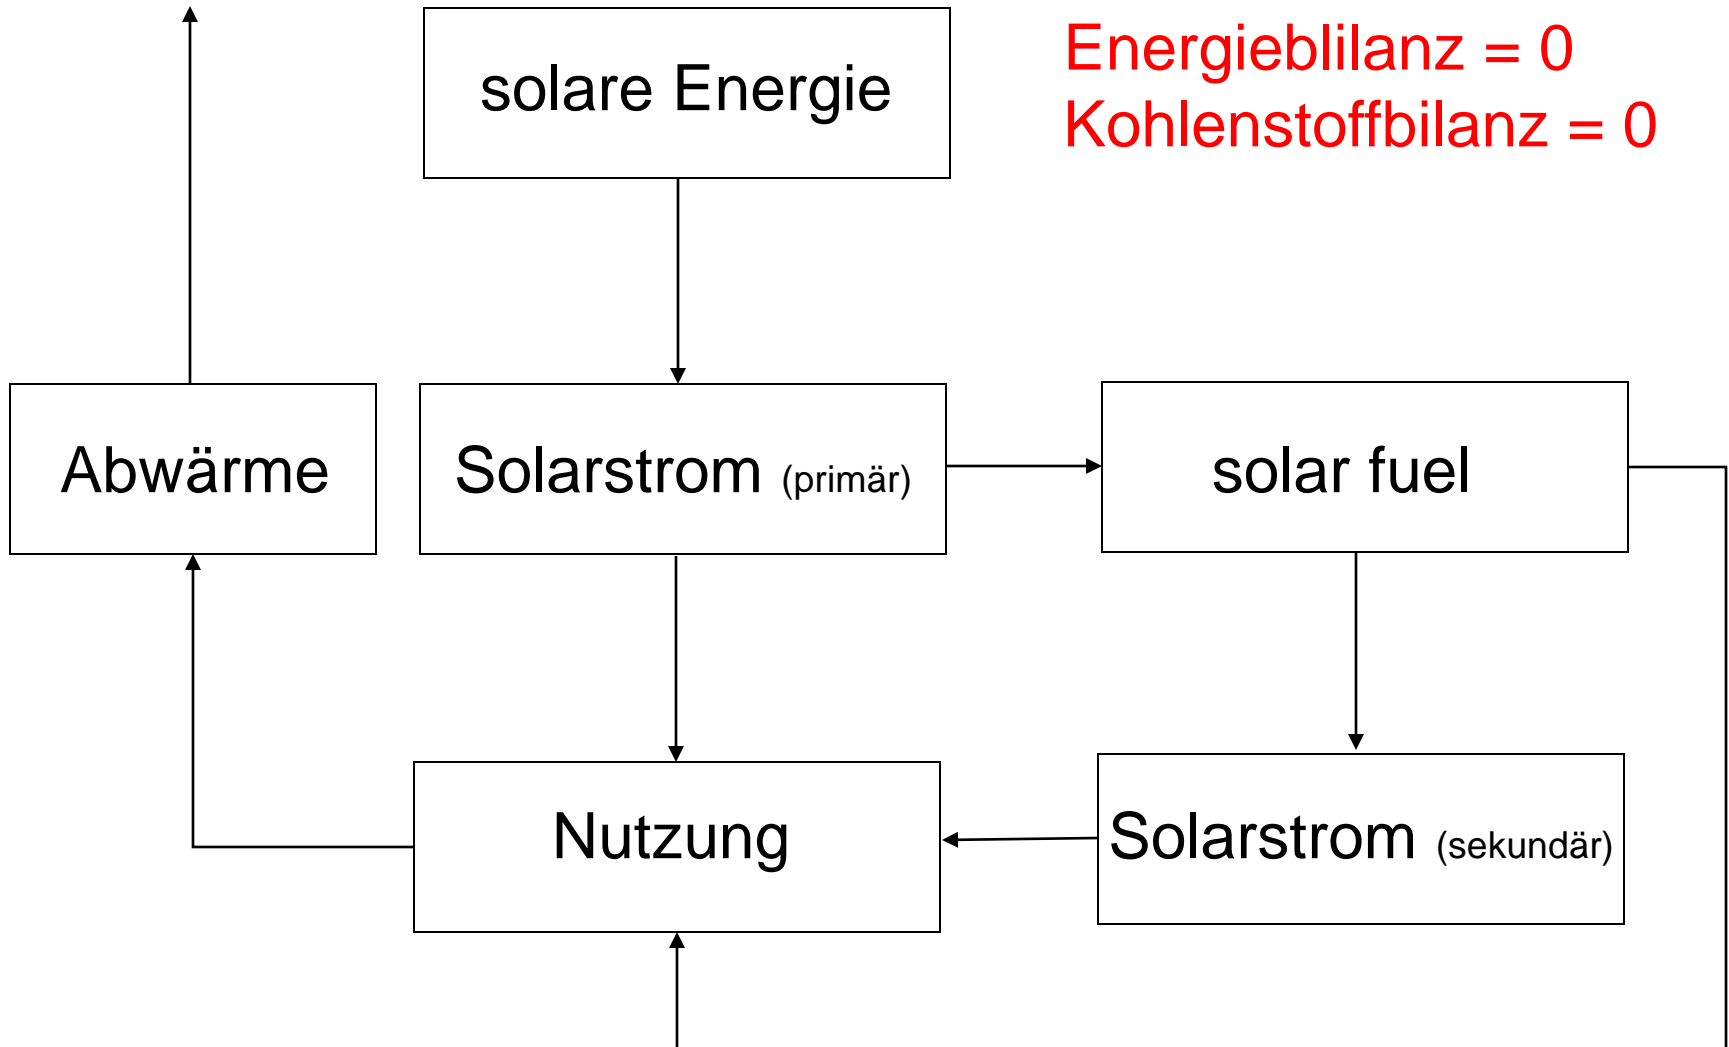 solare Energie
Energieblilanz = 0
Kohlenstoffbilanz = 0
Abwärme
Solarstrom (primär)
solar fuel
Nutzung
Solarstrom (sekundär)